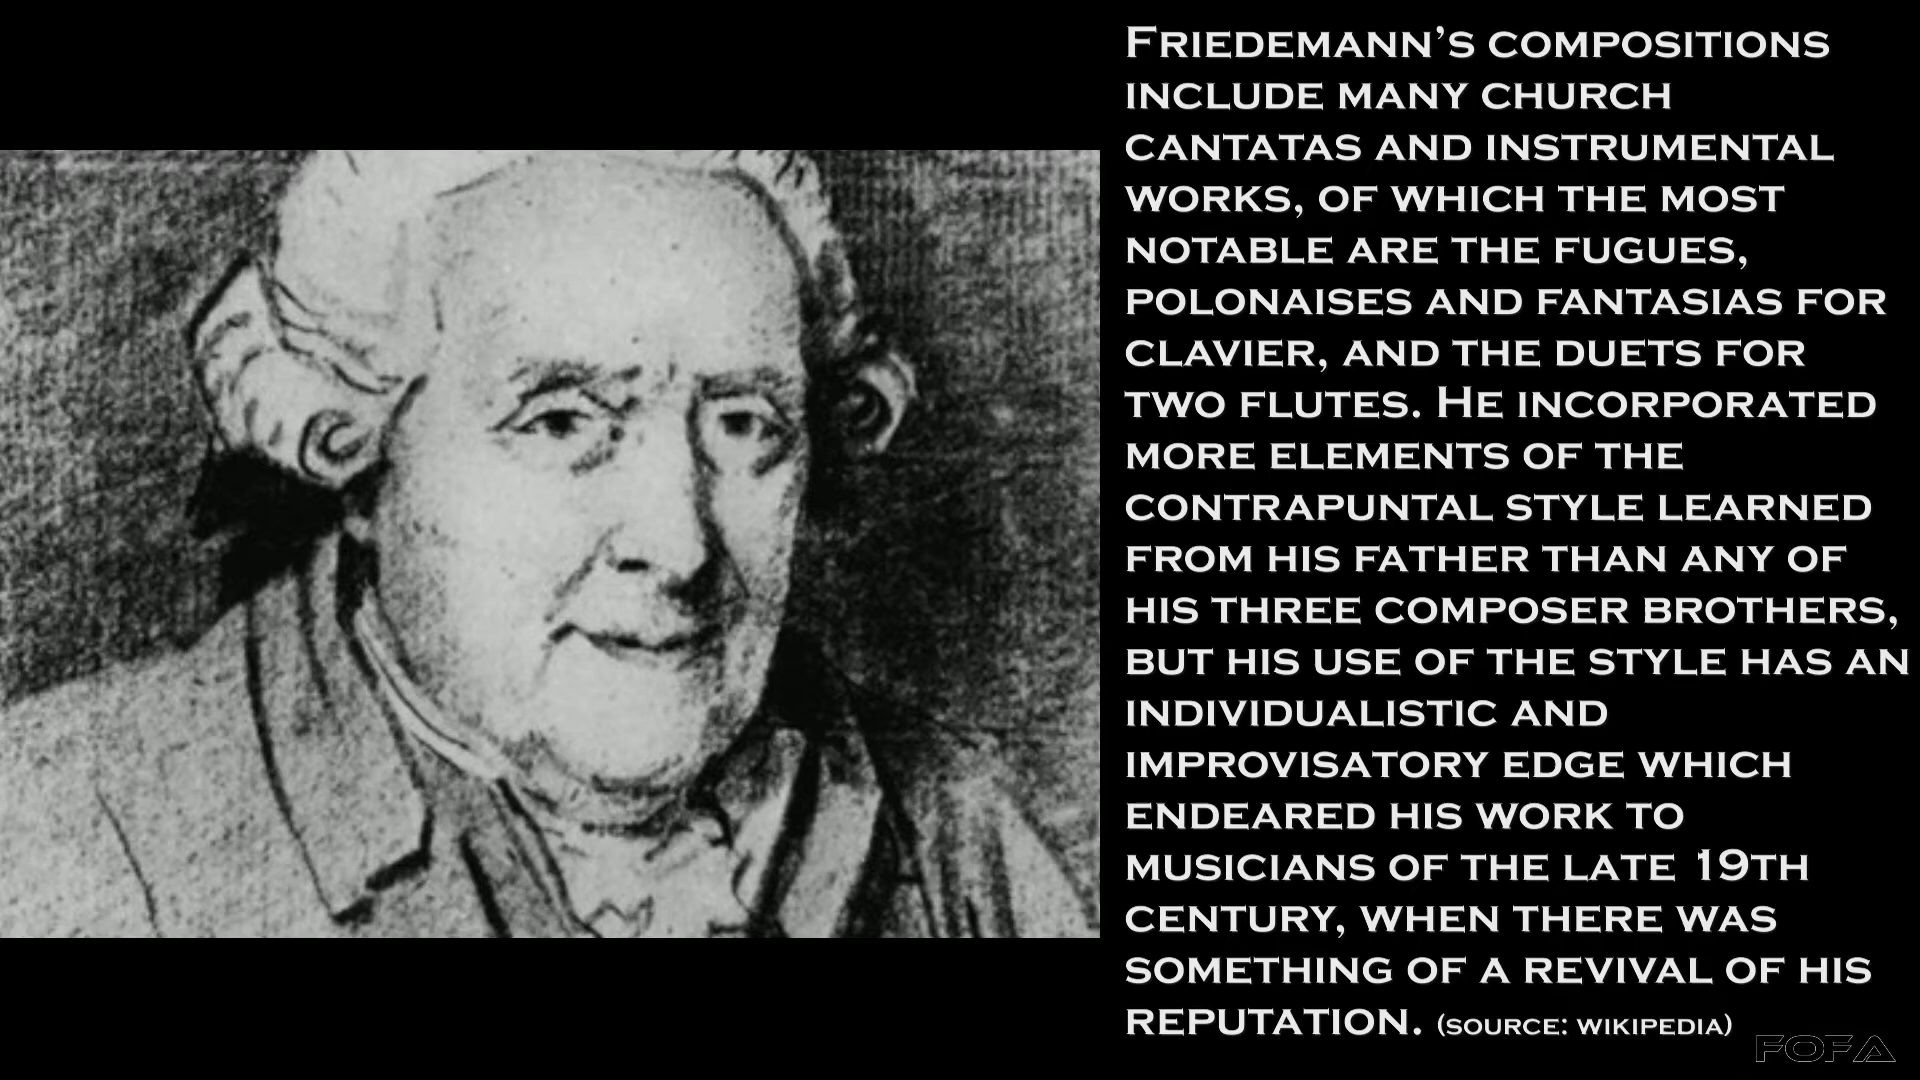 Friedemann's compositions
include many church
cantatas and instrumental
works, of which the most
notable are the fugues,
polonaises and fantasias for
clavier, and the duets for
two flutes. He incorporated
more elements of the
contrapuntal style learned
from his father than any of
his three composer brothers,
but his use of the style has an
individualistic and
improvisatory edge which
endeared his work to
musicians of the late 19th
century, when there was
something of a revival of his
reputation. (source: wikipedia)
FOFA